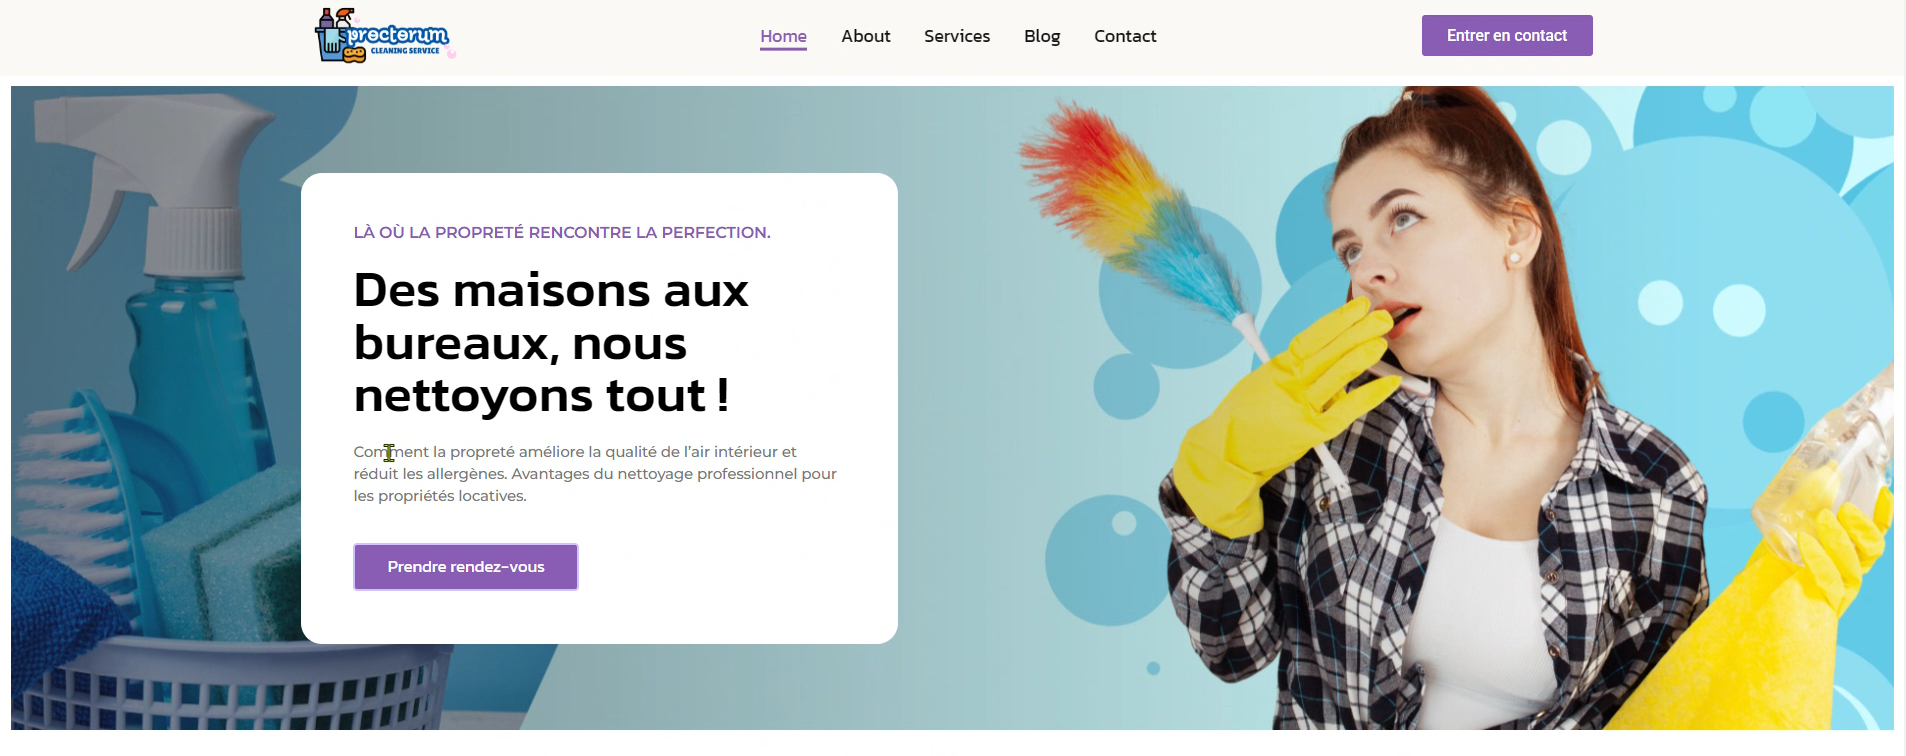 proctorum
CLEANING SERVICE
Home
About
Services
Blog
Contact
Entrer en contact
LÀ OÙ LA PROPRETÉ RENCONTRE LA PERFECTION.
Des maisons aux
bureaux, nous
nettoyons tout !
Comment la propreté améliore la qualité de l’air intérieur et
réduit les allergènes. Avantages du nettoyage professionnel pour
les propriétés locatives.
Prendre rendez-vous